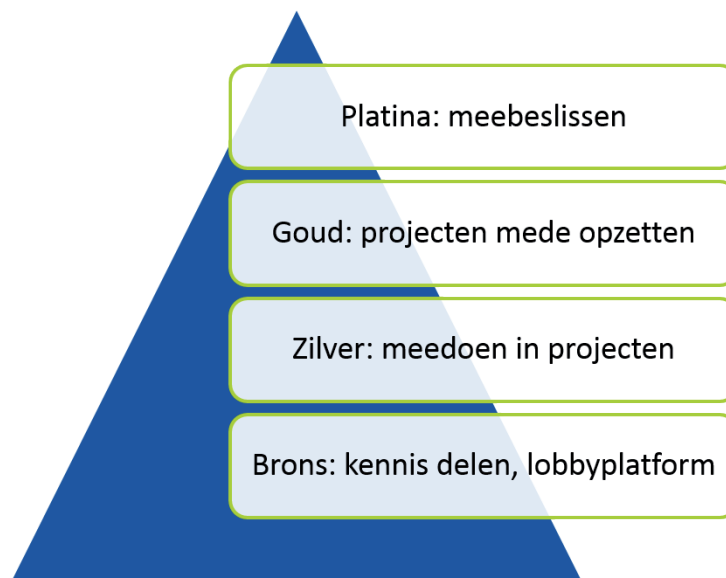 Platina: meebeslissen
Goud: projecten mede opzetten
Zilver: meedoen in projecten
Brons: kennis delen, lobbyplatform